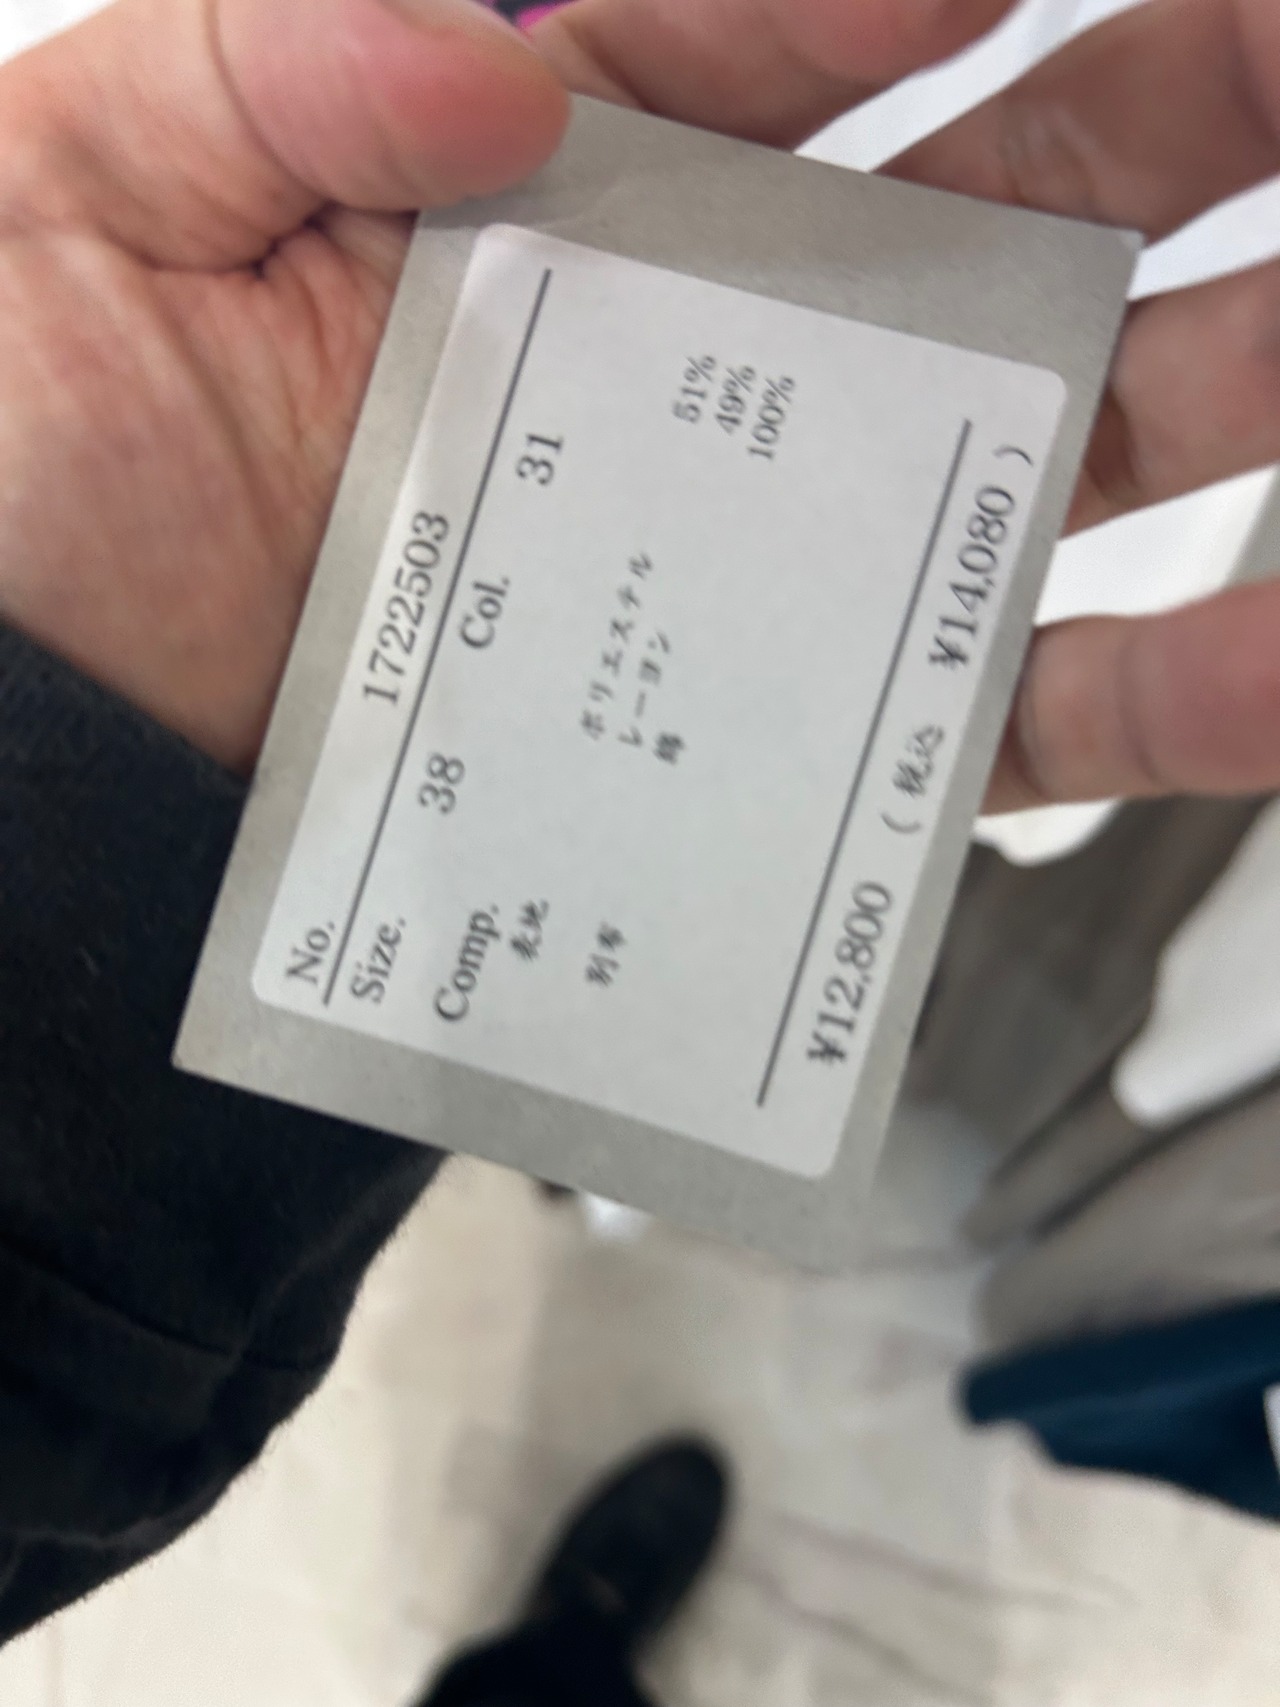 No. 1722503
Size. 38 Col. 31
Comp.
表地 ポリエステル 51%
レーヨン 49%
別布 綿 100%
¥12,800 ( 税込 ¥14,080 )